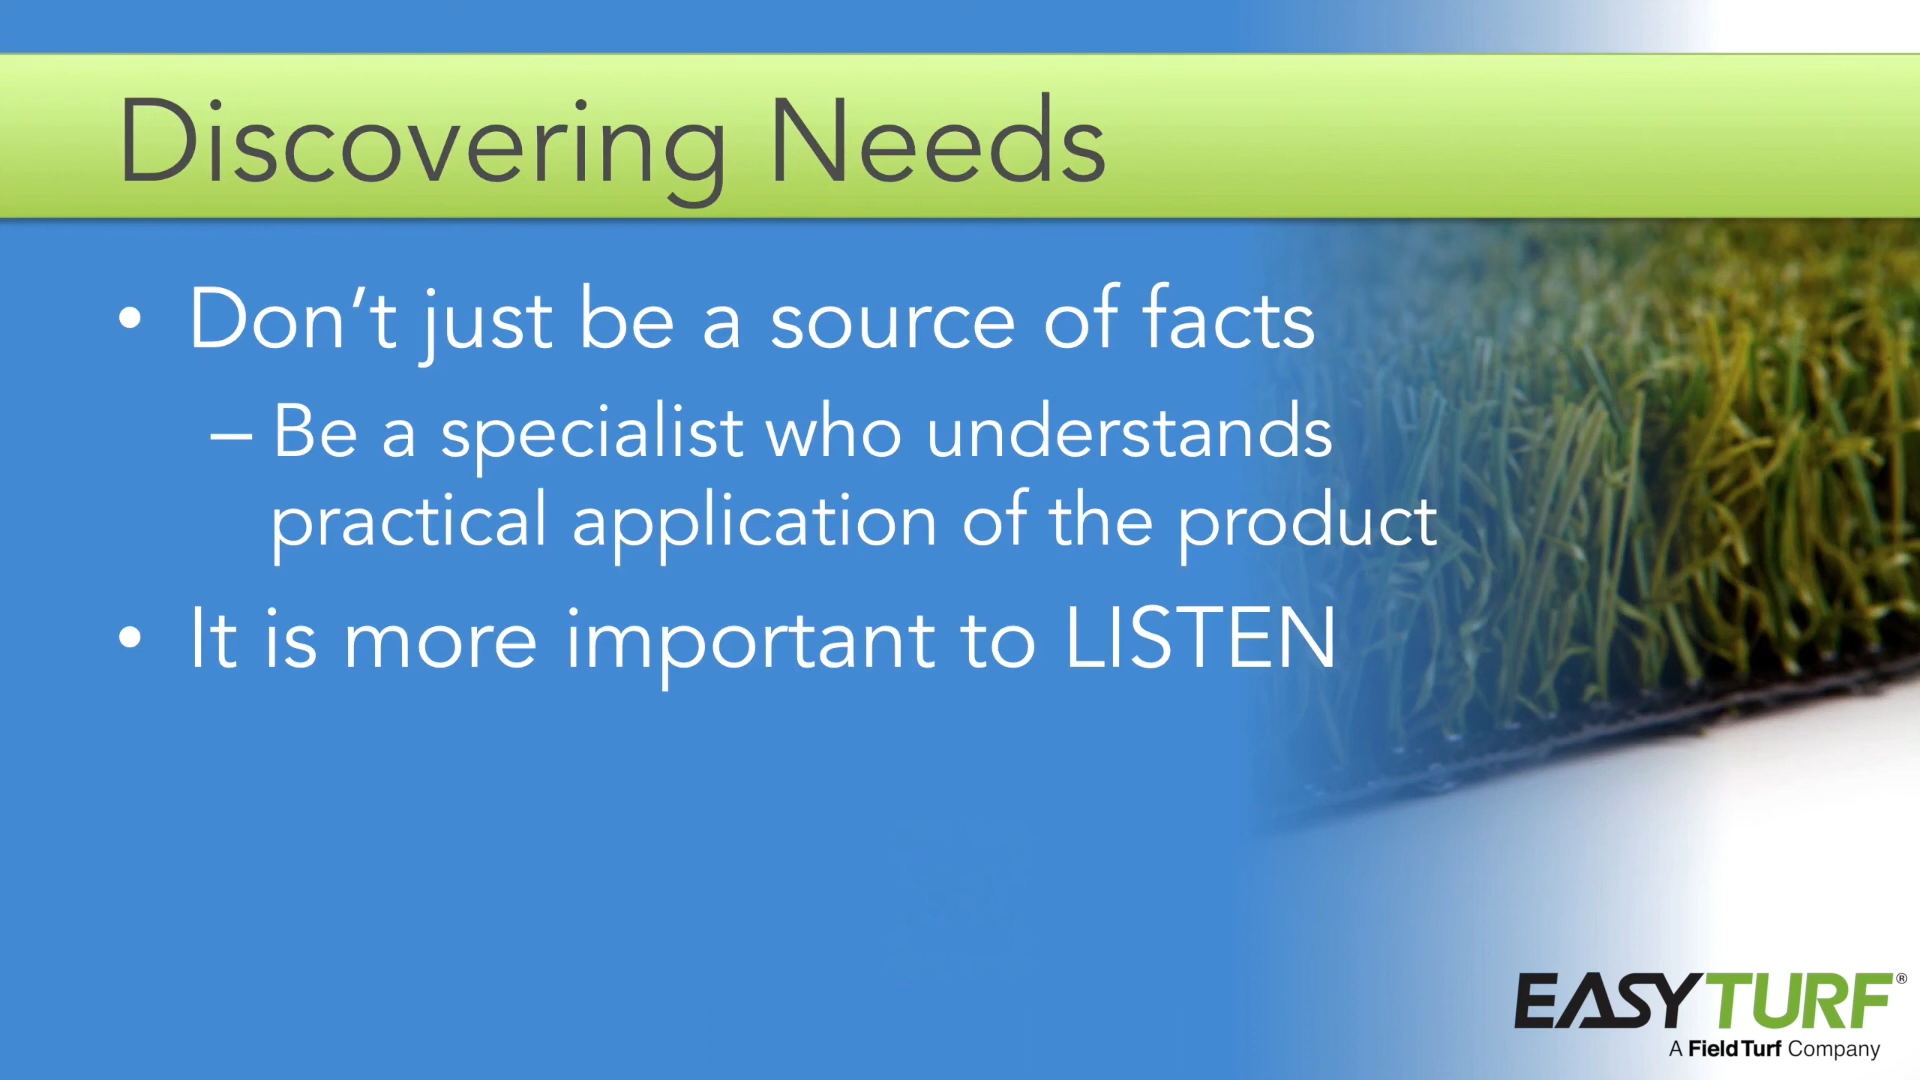 Discovering Needs
• Don’t just be a source of facts
– Be a specialist who understands
practical application of the product
• It is more important to LISTEN
EASYTURF®
A FieldTurf Company